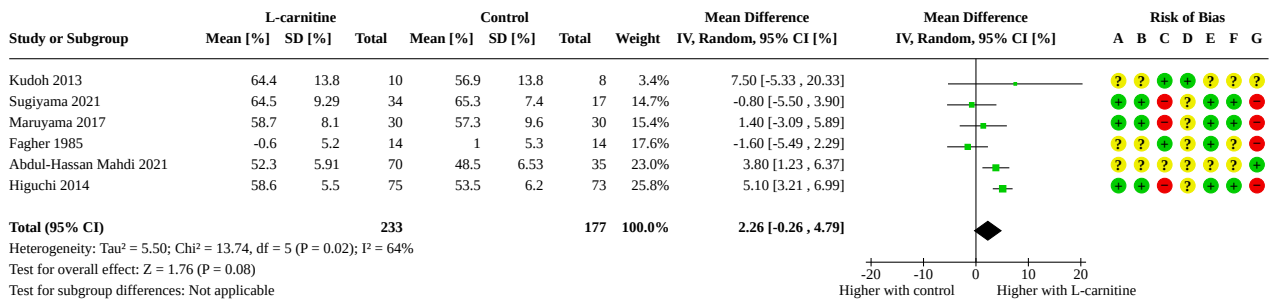 L-carnitine Control Mean Difference Mean Difference Risk of Bias
Study or Subgroup Mean [%] SD [%] Total Mean [%] SD [%] Total Weight IV, Random, 95% CI [%] IV, Random, 95% CI [%] A B C D E F G
Kudoh 2013 64.4 13.8 10 56.9 13.8 8 3.4% 7.50 [-5.33 , 20.33] ? ? + + ? ? ?
Sugiyama 2021 64.5 9.29 34 65.3 7.4 17 14.7% -0.80 [-5.50 , 3.90] + + − ? + + −
Maruyama 2017 58.7 8.1 30 57.3 9.6 30 15.4% 1.40 [-3.09 , 5.89] + + − ? + + −
Fagher 1985 -0.6 5.2 14 1 5.3 14 17.6% -1.60 [-5.49 , 2.29] ? ? + ? + ? −
Abdul-Hassan Mahdi 2021 52.3 5.91 70 48.5 6.53 35 23.0% 3.80 [1.23 , 6.37] ? ? ? ? ? ? +
Higuchi 2014 58.6 5.5 75 53.5 6.2 73 25.8% 5.10 [3.21 , 6.99] + + − ? + + −
Total (95% CI) 233 177 100.0% 2.26 [-0.26 , 4.79]
Heterogeneity: Tau² = 5.50; Chi² = 13.74, df = 5 (P = 0.02); I² = 64%
Test for overall effect: Z = 1.76 (P = 0.08) -20 -10 0 10 20
Test for subgroup differences: Not applicable Higher with control Higher with L-carnitine